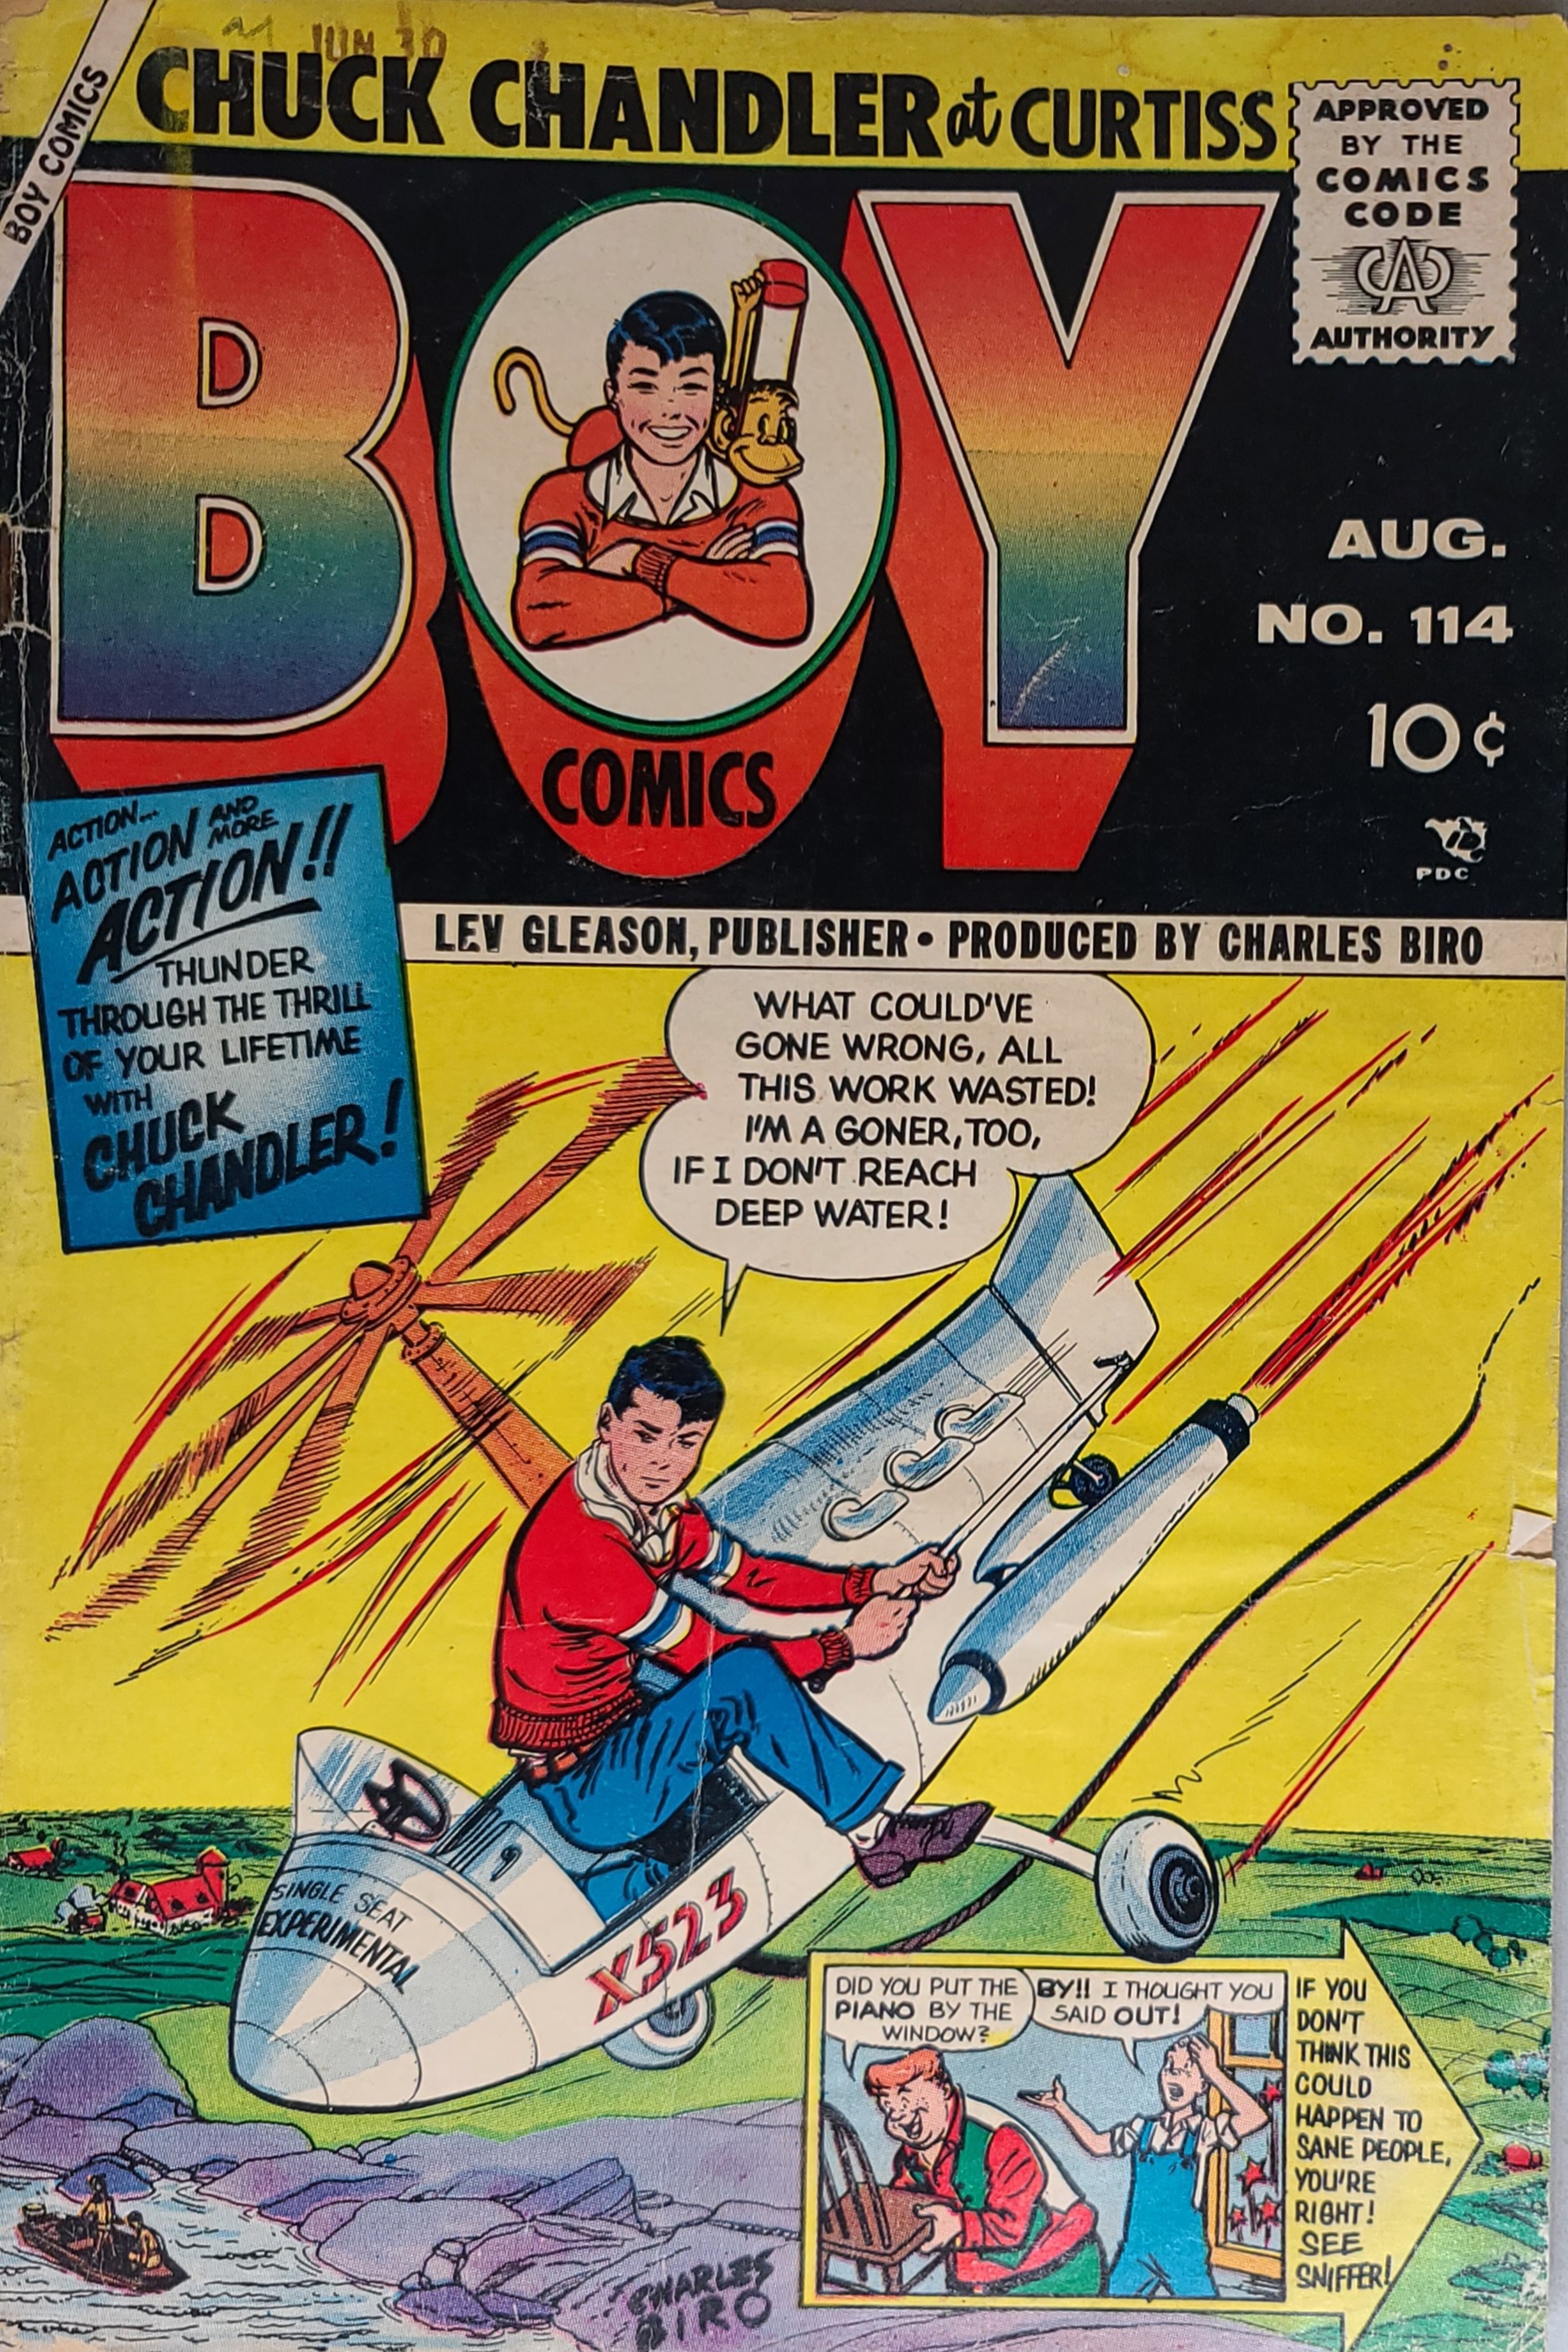 JUN 30
CHUCK CHANDLER at CURTISS
BOY COMICS
APPROVED
BY THE
COMICS
CODE
CA
AUTHORITY
BOY
COMICS
AUG.
NO. 114
10¢
PDC
ACTION...
ACTION AND MORE
ACTION!!
THUNDER
THROUGH THE THRILL
OF YOUR LIFETIME
WITH
CHUCK
CHANDLER!
LEV GLEASON, PUBLISHER • PRODUCED BY CHARLES BIRO
WHAT COULD'VE
GONE WRONG, ALL
THIS WORK WASTED!
I'M A GONER, TOO,
IF I DON'T REACH
DEEP WATER!
SINGLE SEAT
EXPERIMENTAL
X523
DID YOU PUT THE
PIANO BY THE
WINDOW?
BY!! I THOUGHT YOU
SAID OUT!
IF YOU
DON'T
THINK THIS
COULD
HAPPEN TO
SANE PEOPLE,
YOU'RE
RIGHT!
SEE
SNIFFER!
CHARLES
BIRO